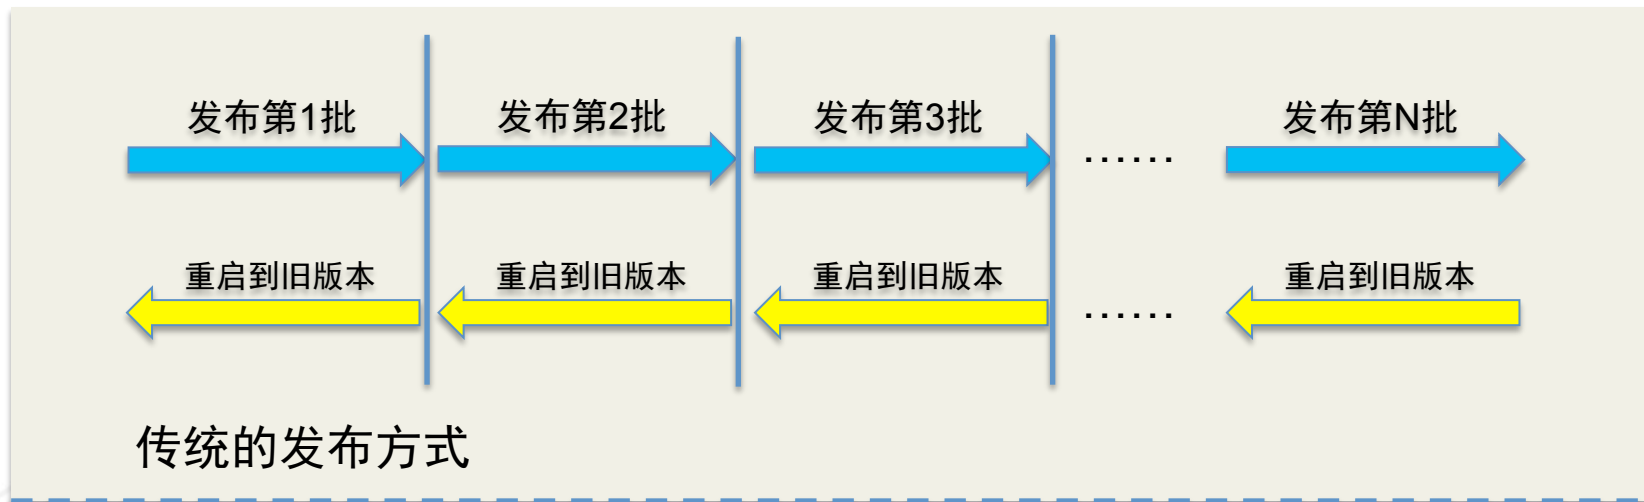 发布第1批
发布第2批
发布第3批
……
发布第N批
重启到旧版本
重启到旧版本
重启到旧版本
……
重启到旧版本
传统的发布方式